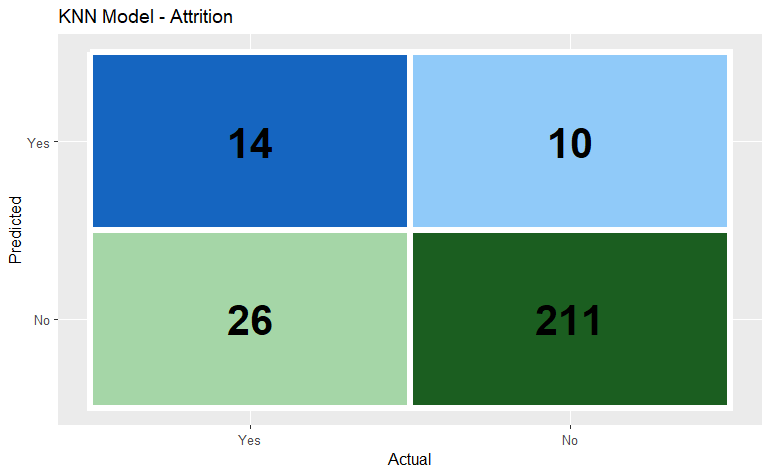 KNN Model - Attrition
Predicted
Yes
14
10
No
26
211
Yes
No
Actual